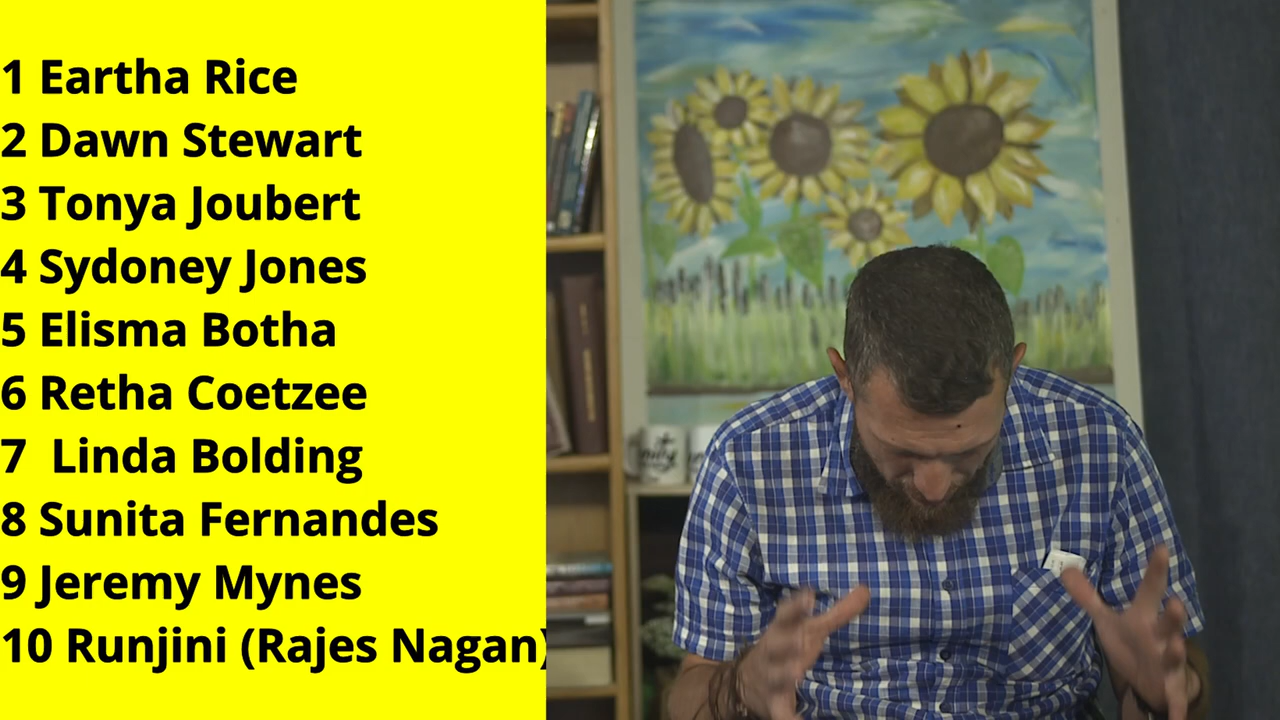 1 Eartha Rice
2 Dawn Stewart
3 Tonya Joubert
4 Sydoney Jones
5 Elisma Botha
6 Retha Coetzee
7  Linda Bolding
8 Sunita Fernandes
9 Jeremy Mynes
10 Runjini (Rajes Nagan)